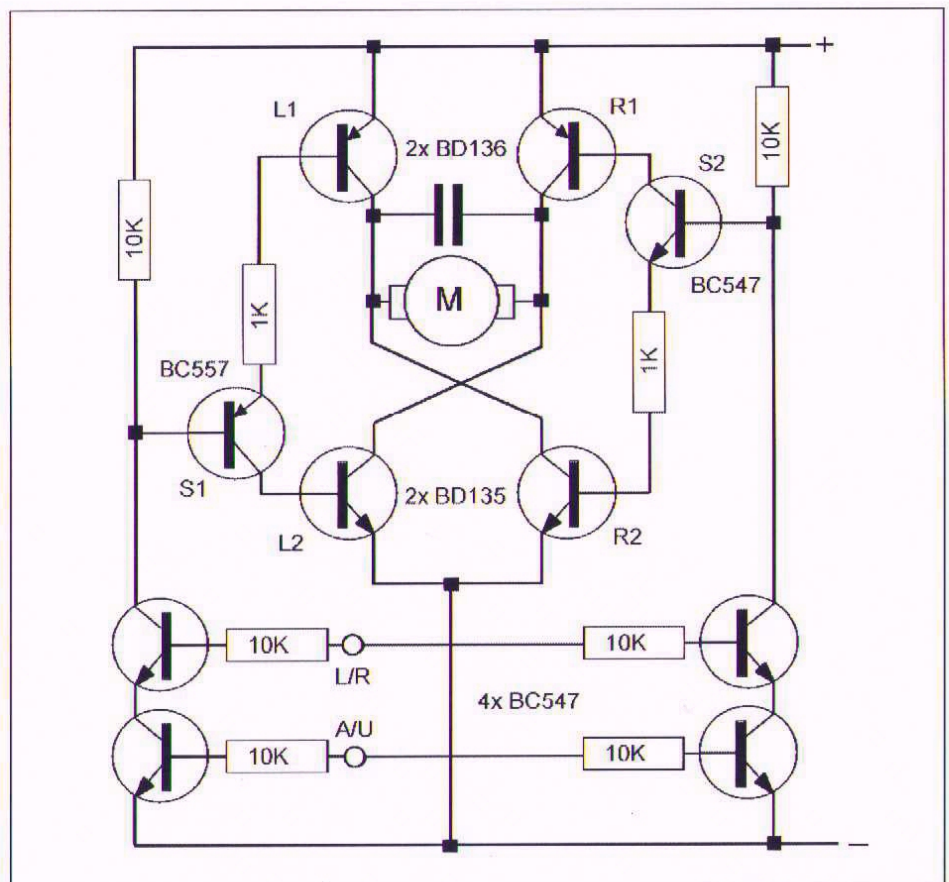 +
L1
R1
2x BD136
S2
10K
10K
M
BC547
1K
1K
BC557
S1
2x BD135
L2
R2
10K
10K
L/R
4x BC547
A/U
10K
10K
−